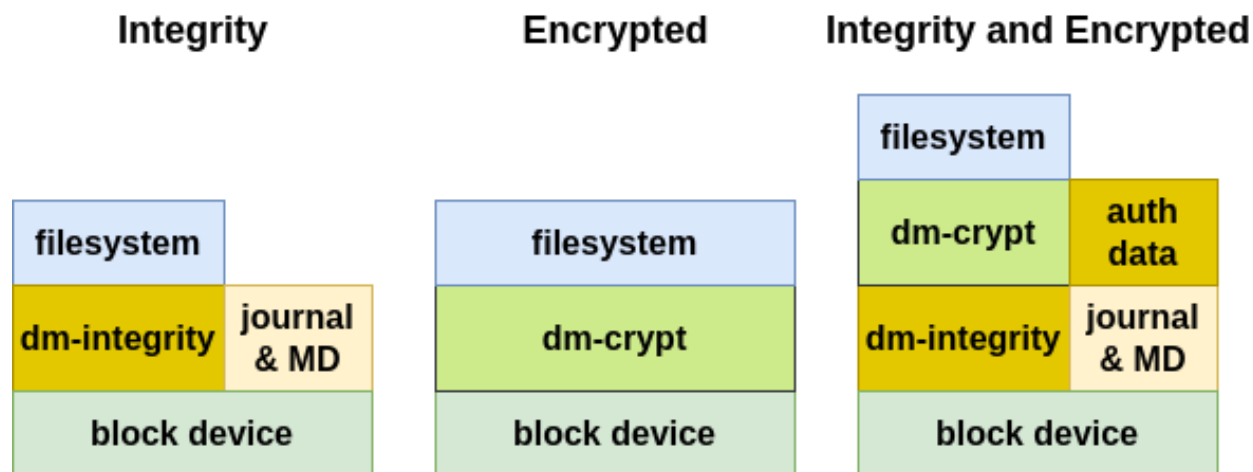 Integrity
filesystem
dm-integrity
journal
& MD
block device
Encrypted
filesystem
dm-crypt
block device
Integrity and Encrypted
filesystem
dm-crypt
auth
data
dm-integrity
journal
& MD
block device